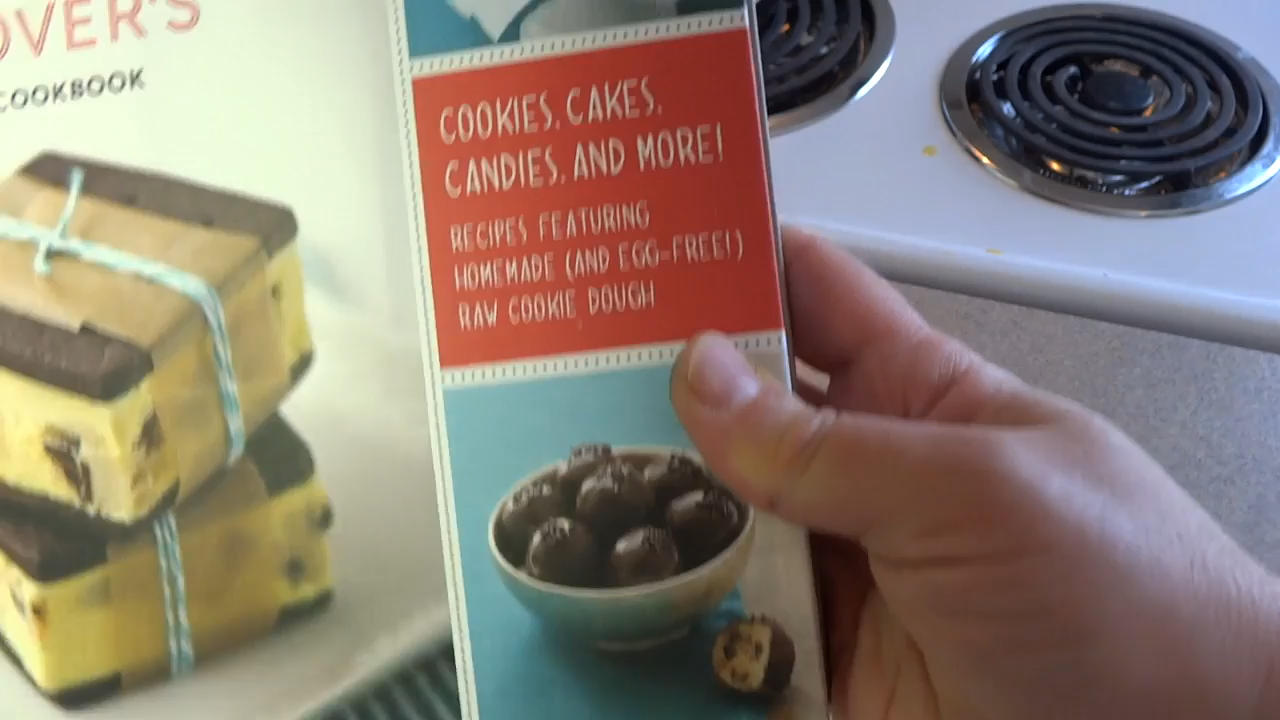 OVER'S
COOKBOOK
COOKIES, CAKES,
CANDIES, AND MORE!
RECIPES FEATURING
HOMEMADE (AND EGG-FREE!)
RAW COOKIE DOUGH